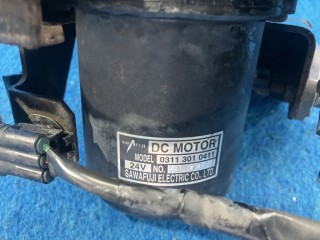 DC MOTOR
MODEL 0311 301 0411
24V NO.
SAWAFUJI ELECTRIC CO., LTD.